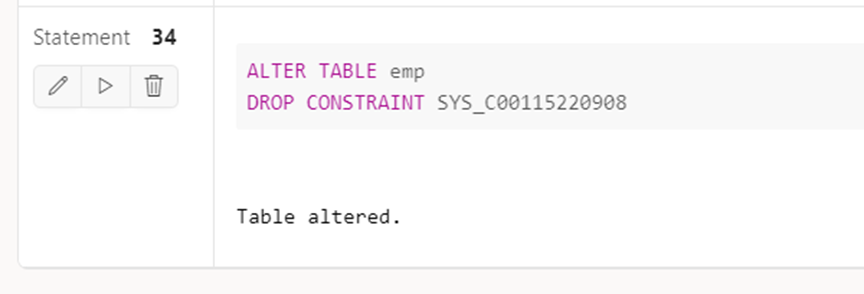 Statement 34
ALTER TABLE emp
DROP CONSTRAINT SYS_C00115220908
Table altered.